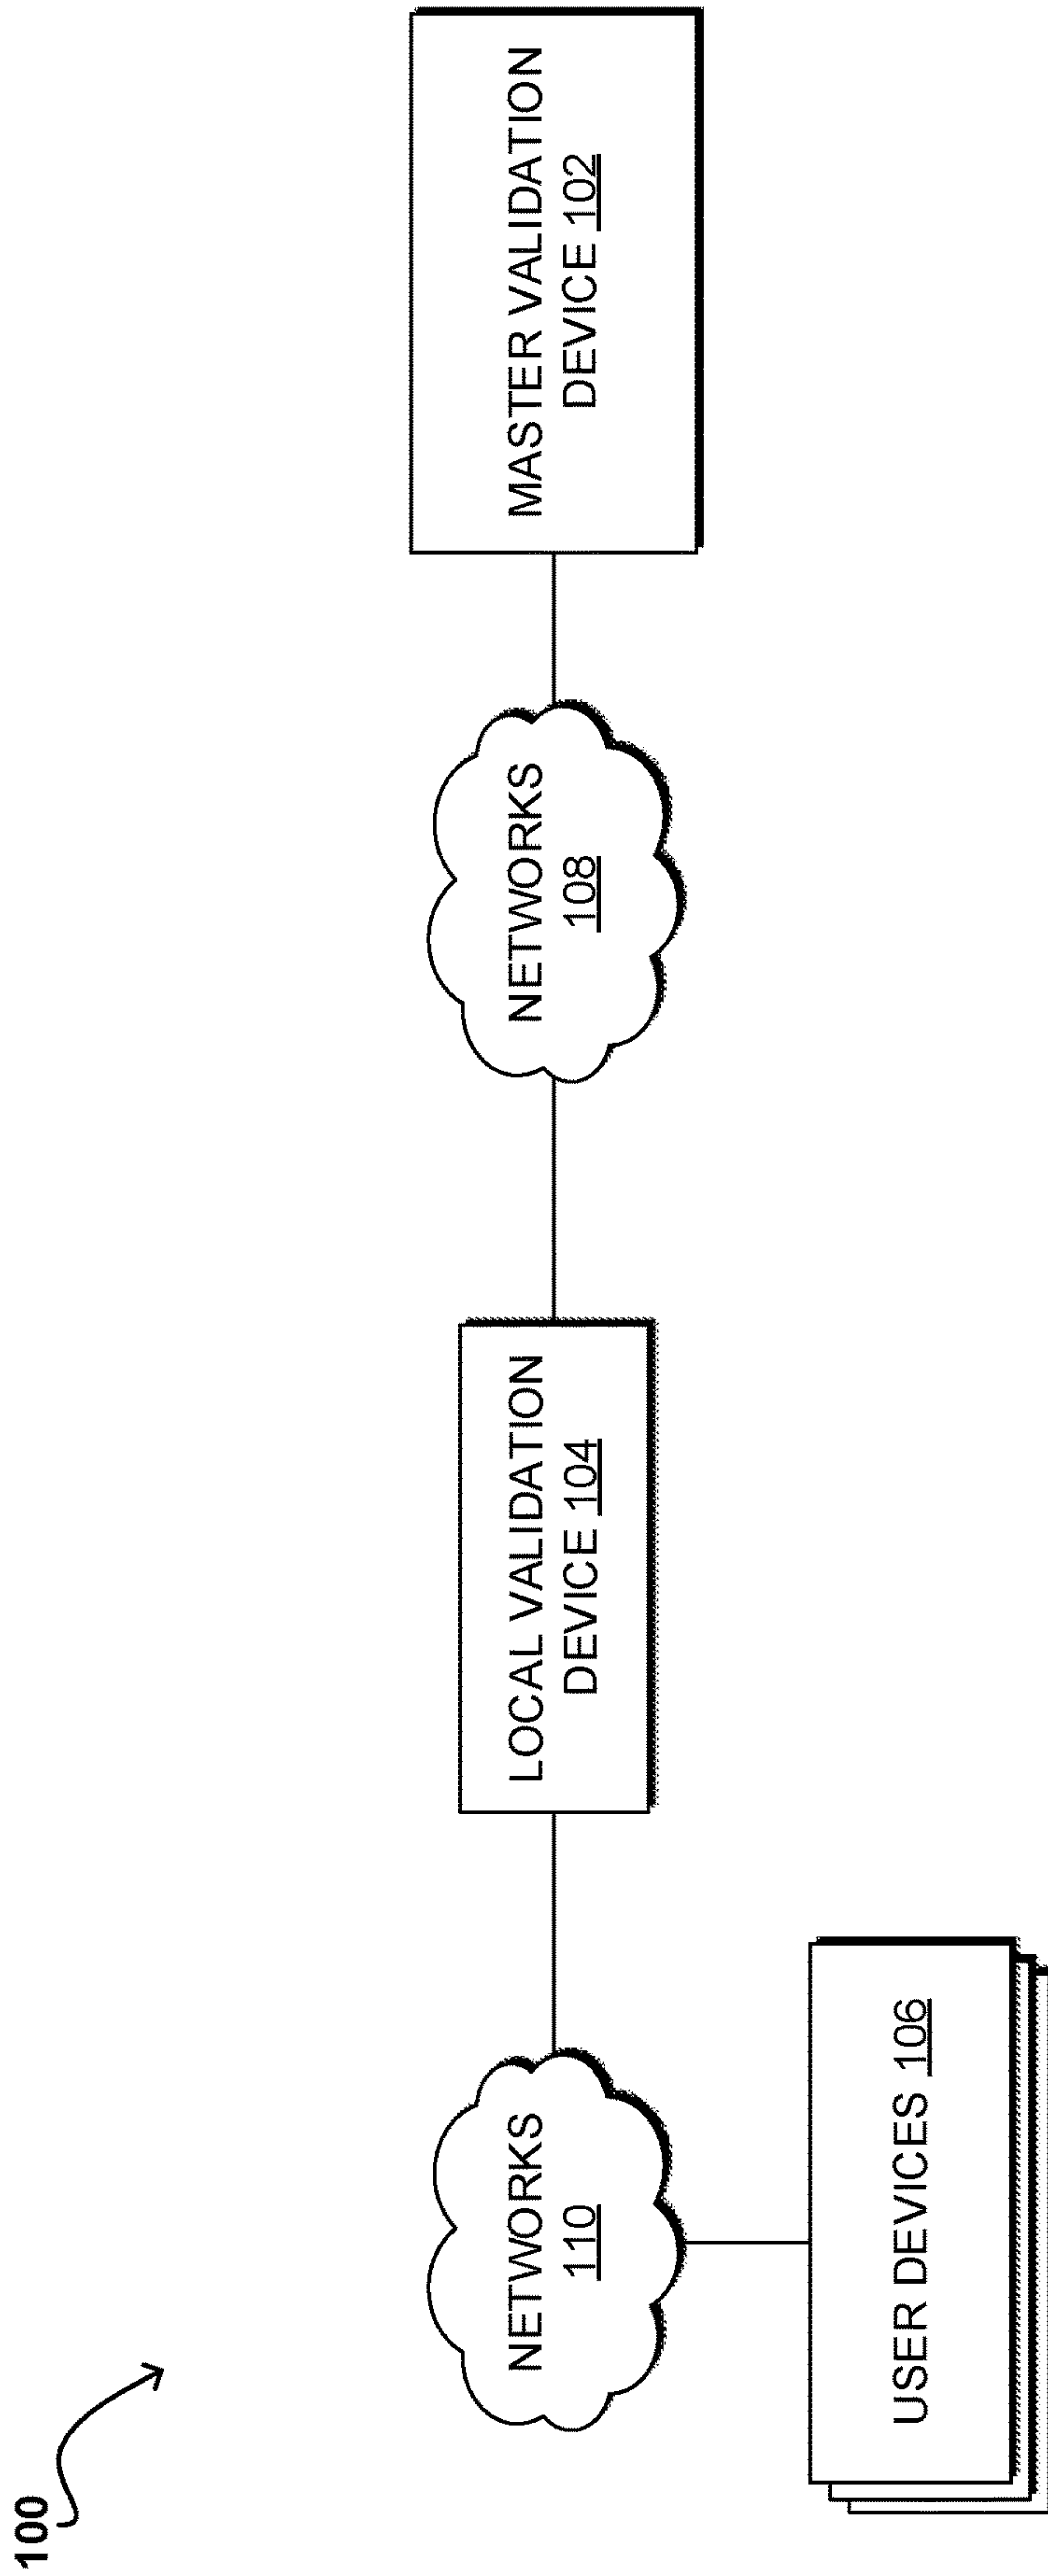 100
NETWORKS
110
USER DEVICES 106
LOCAL VALIDATION
DEVICE 104
NETWORKS
108
MASTER VALIDATION
DEVICE 102